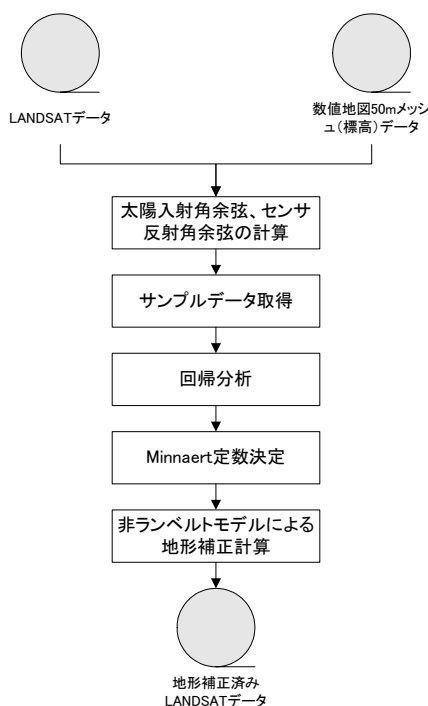 LANDSATデータ
数値地図50mメッシ
ュ(標高)データ
太陽入射角余弦、センサ
反射角余弦の計算
サンプルデータ取得
回帰分析
Minnaert定数決定
非ランベルトモデルによる
地形補正計算
地形補正済み
LANDSATデータ